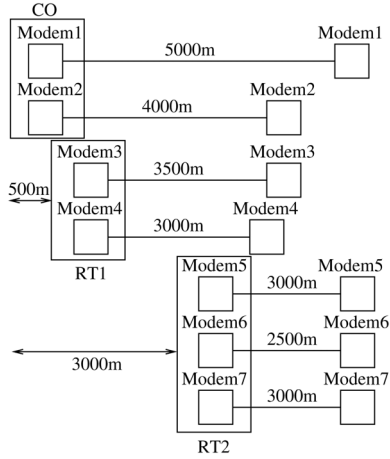 CO
Modem1 Modem1
5000m
Modem2 Modem2
4000m
Modem3 Modem3
3500m
500m
Modem4 Modem4
3000m
RT1
Modem5 Modem5
3000m
Modem6 Modem6
2500m
3000m
Modem7 Modem7
3000m
RT2